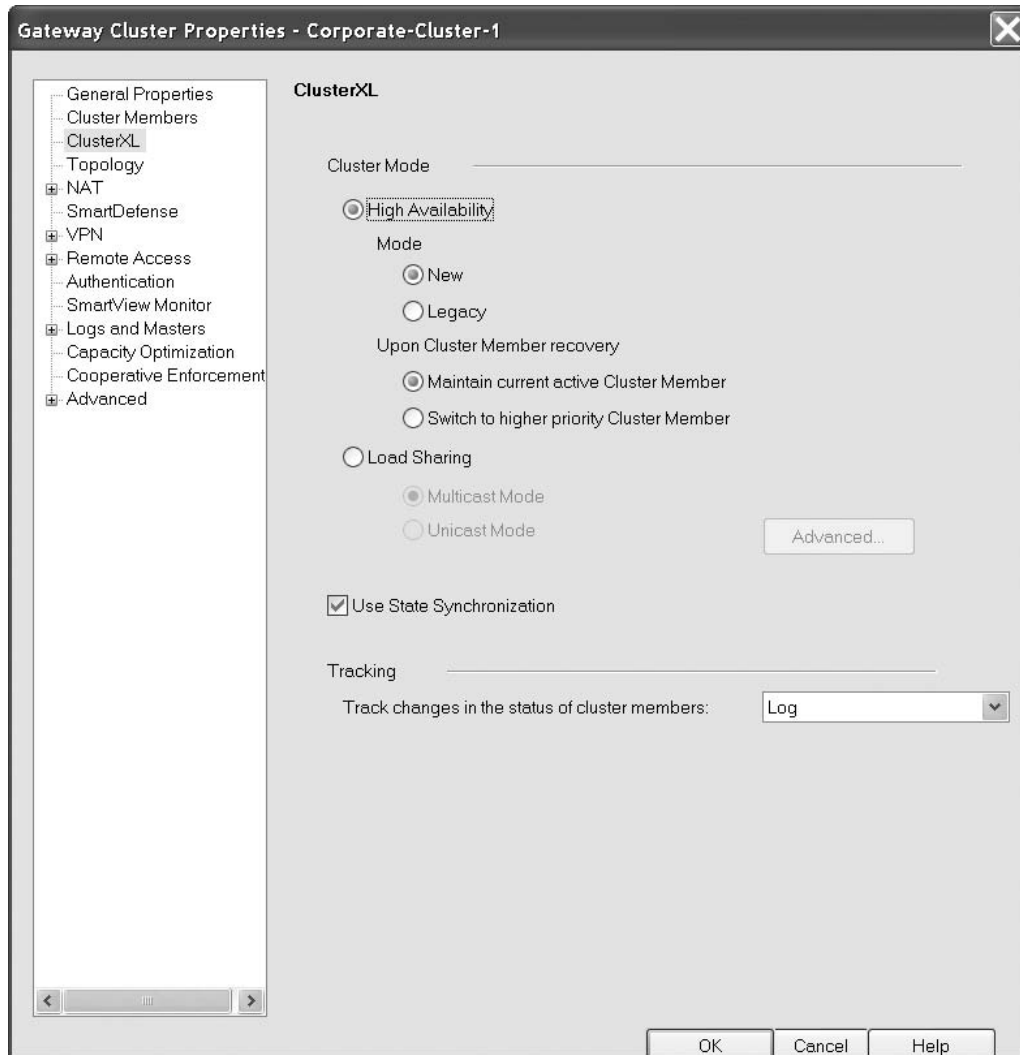 Gateway Cluster Properties - Corporate-Cluster-1
General Properties
Cluster Members
ClusterXL
Topology
NAT
SmartDefense
VPN
Remote Access
Authentication
SmartView Monitor
Logs and Masters
Capacity Optimization
Cooperative Enforcement
Advanced
ClusterXL
Cluster Mode
High Availability
Mode
New
Legacy
Upon Cluster Member recovery
Maintain current active Cluster Member
Switch to higher priority Cluster Member
Load Sharing
Multicast Mode
Unicast Mode
Advanced...
Use State Synchronization
Tracking
Track changes in the status of cluster members:
Log
OK
Cancel
Help